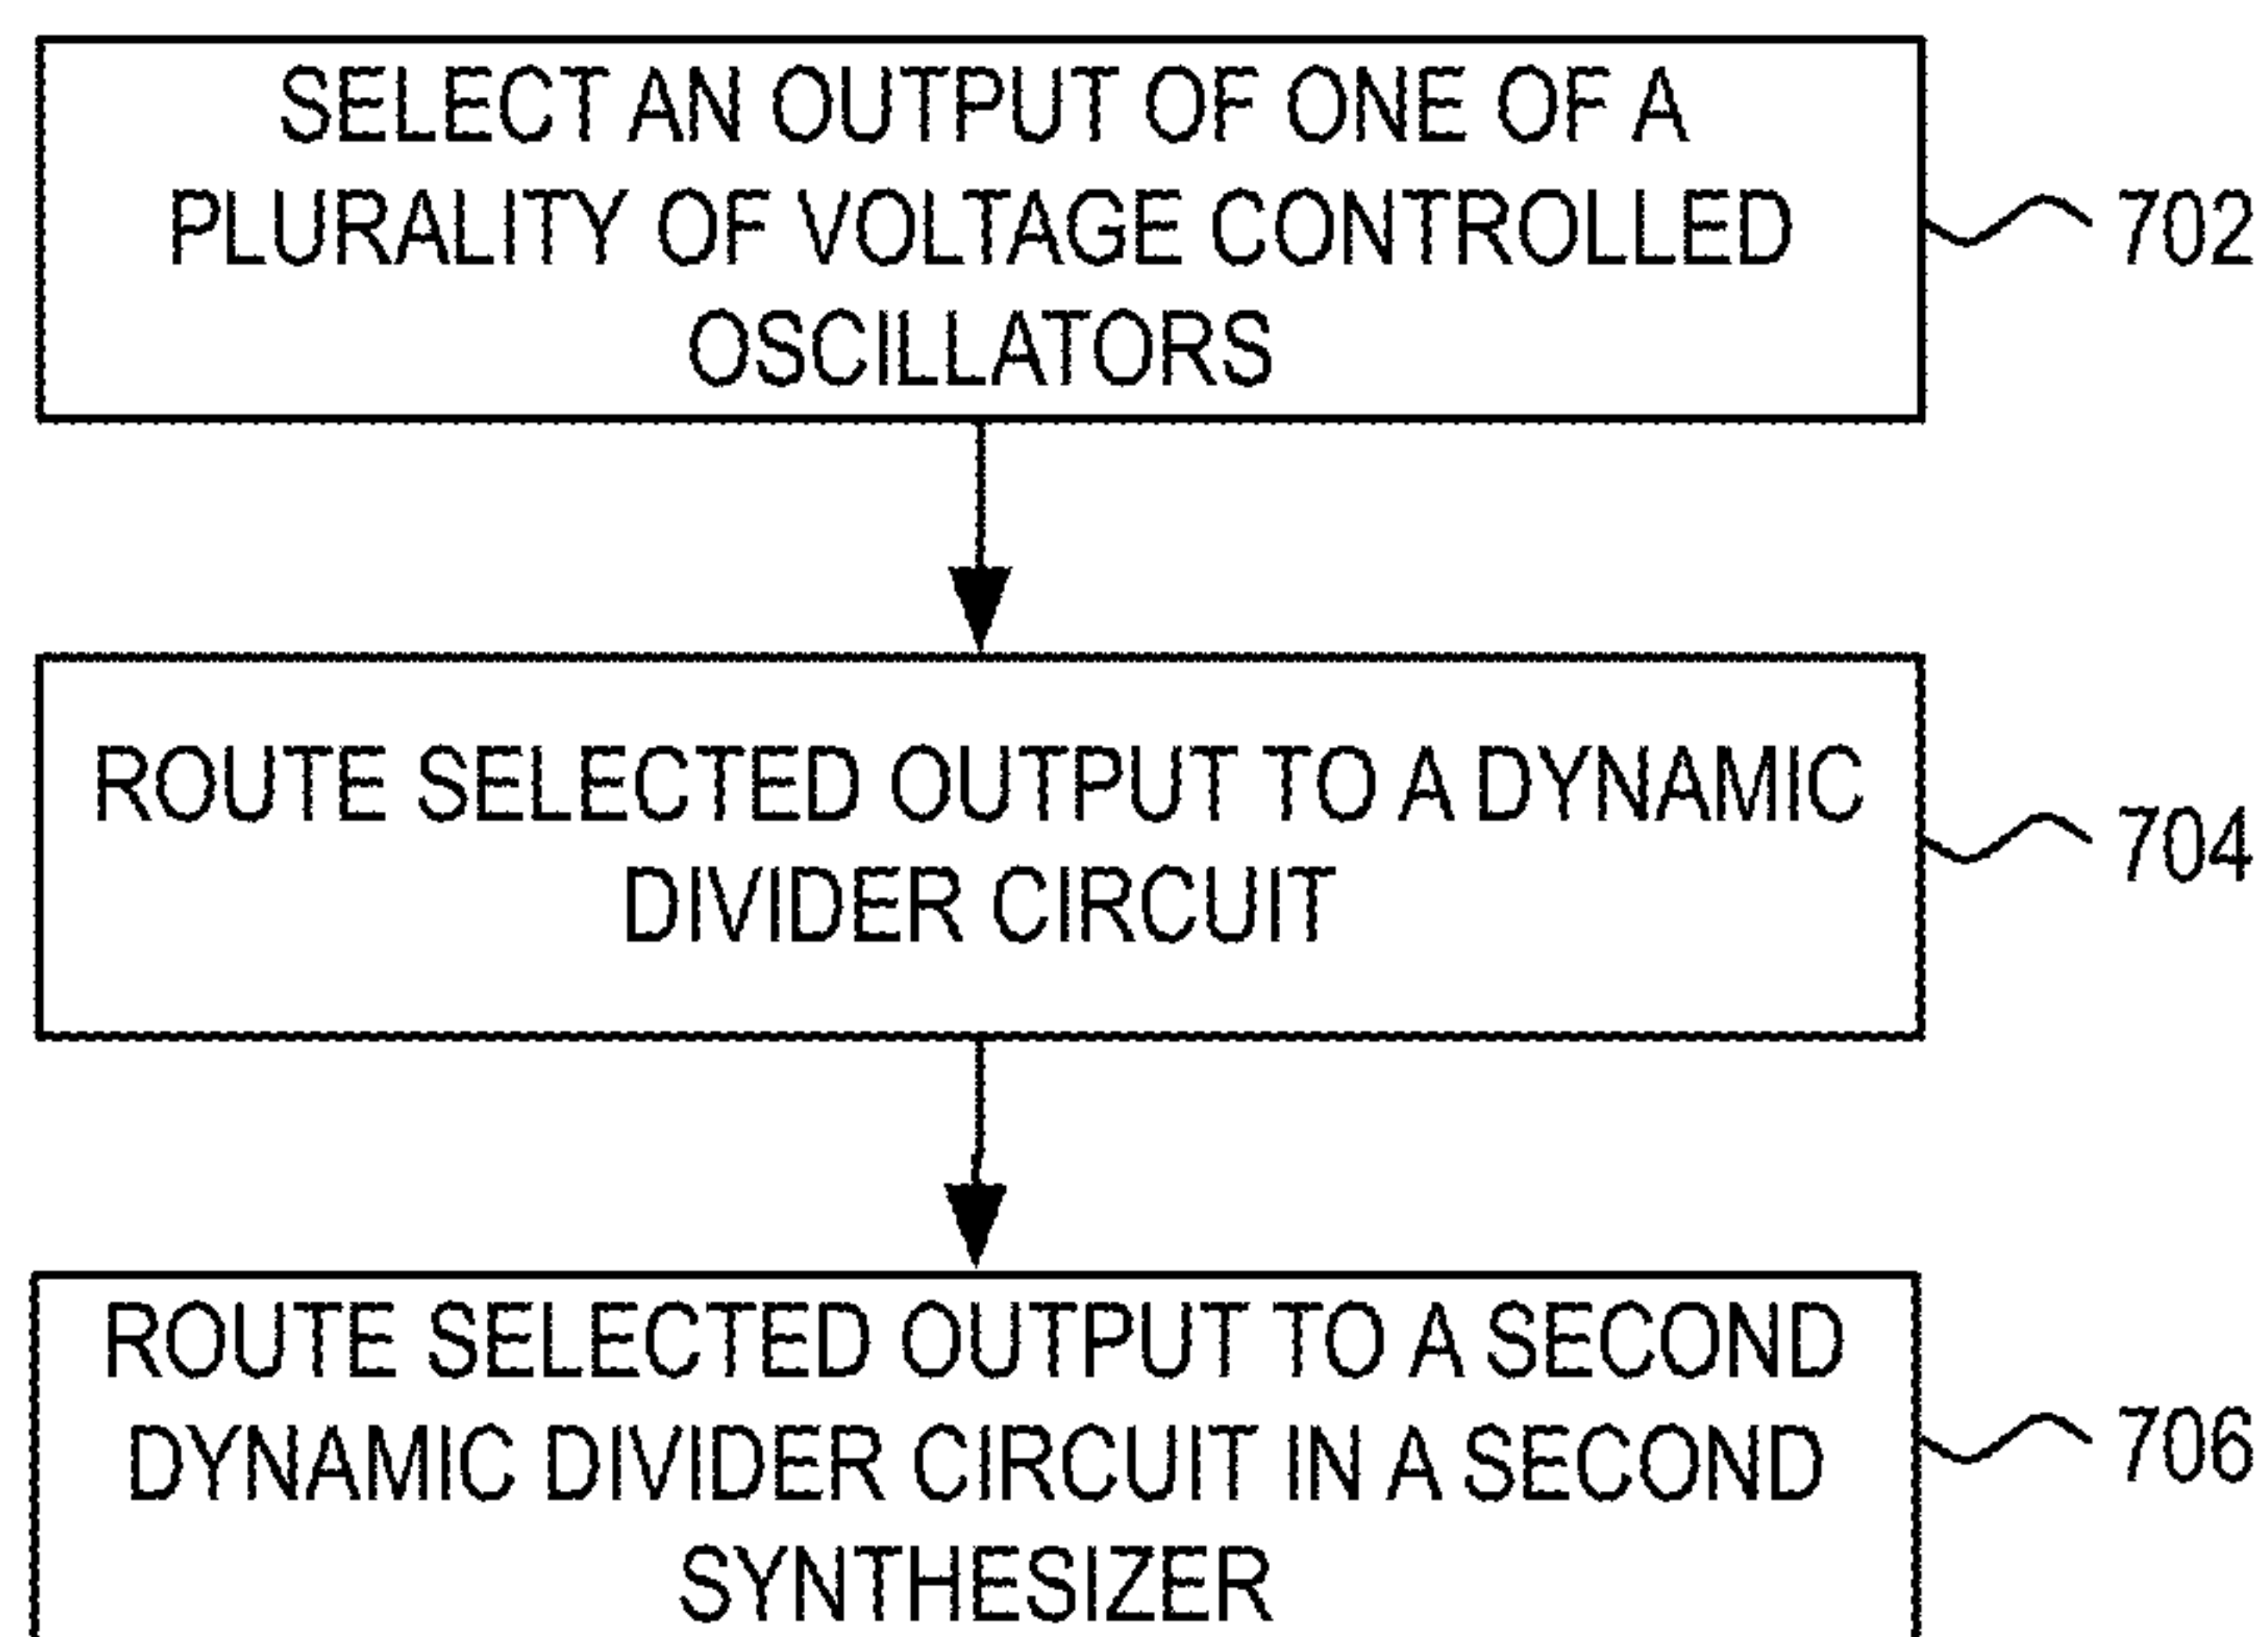 SELECT AN OUTPUT OF ONE OF A
PLURALITY OF VOLTAGE CONTROLLED
OSCILLATORS
702
ROUTE SELECTED OUTPUT TO A DYNAMIC
DIVIDER CIRCUIT
704
ROUTE SELECTED OUTPUT TO A SECOND
DYNAMIC DIVIDER CIRCUIT IN A SECOND
SYNTHESIZER
706